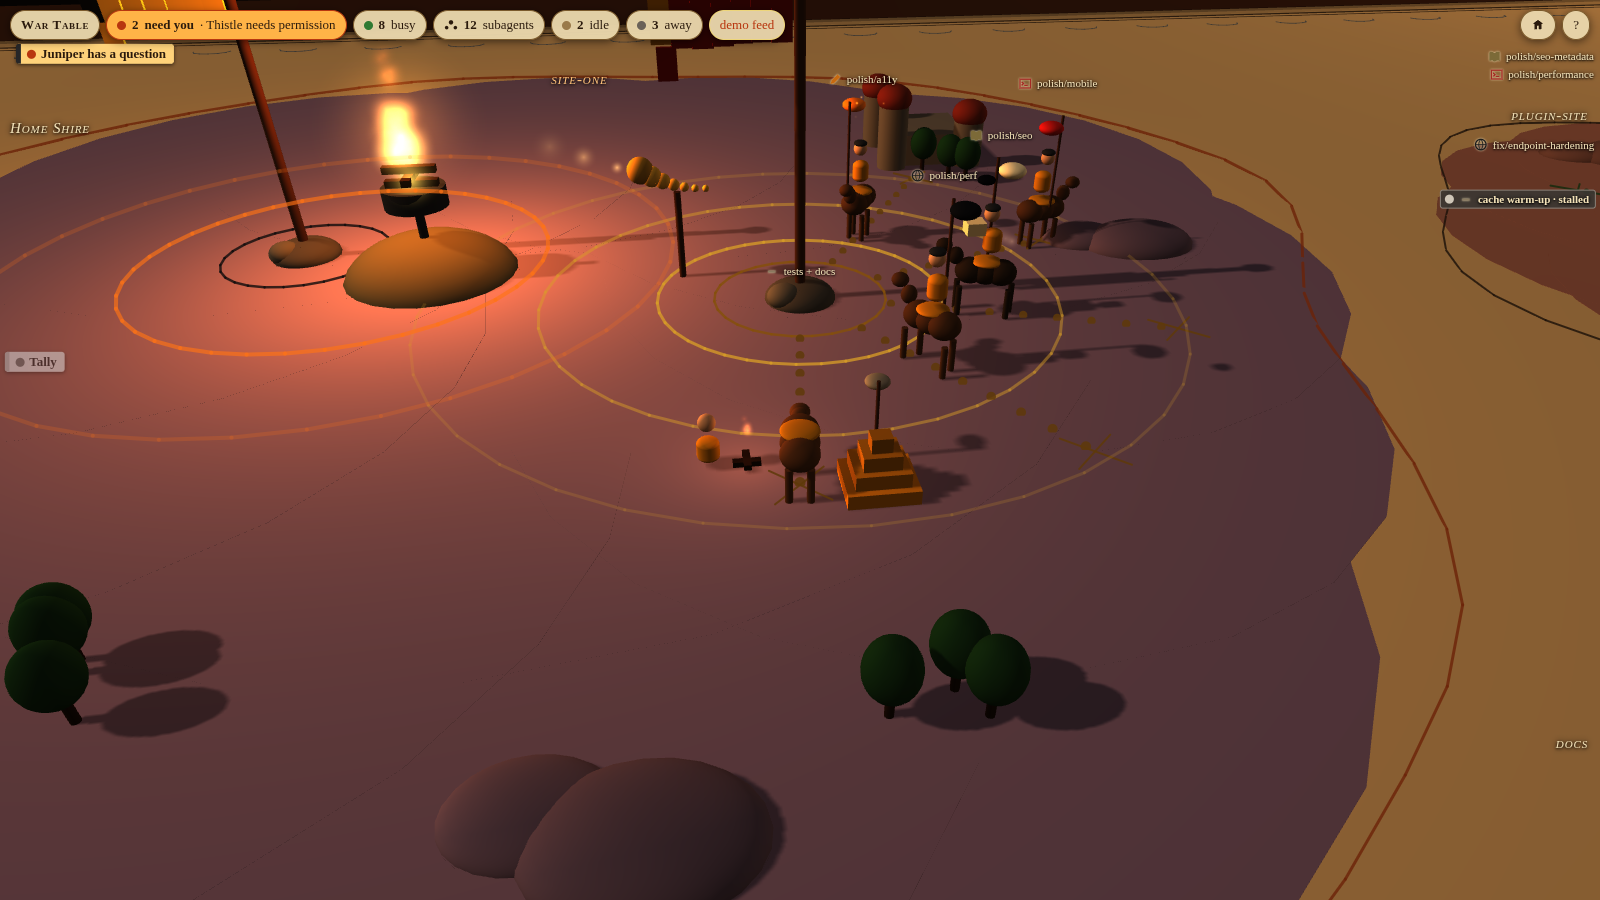 War Table
2 need you · Thistle needs permission
8 busy
12 subagents
2 idle
3 away
demo feed
?
Juniper has a question
polish/seo-metadata
polish/performance
SITE-ONE
polish/a11y
polish/mobile
Home Shire
PLUGIN-SITE
polish/seo
fix/endpoint-hardening
polish/perf
cache warm-up · stalled
tests + docs
Tally
DOCS